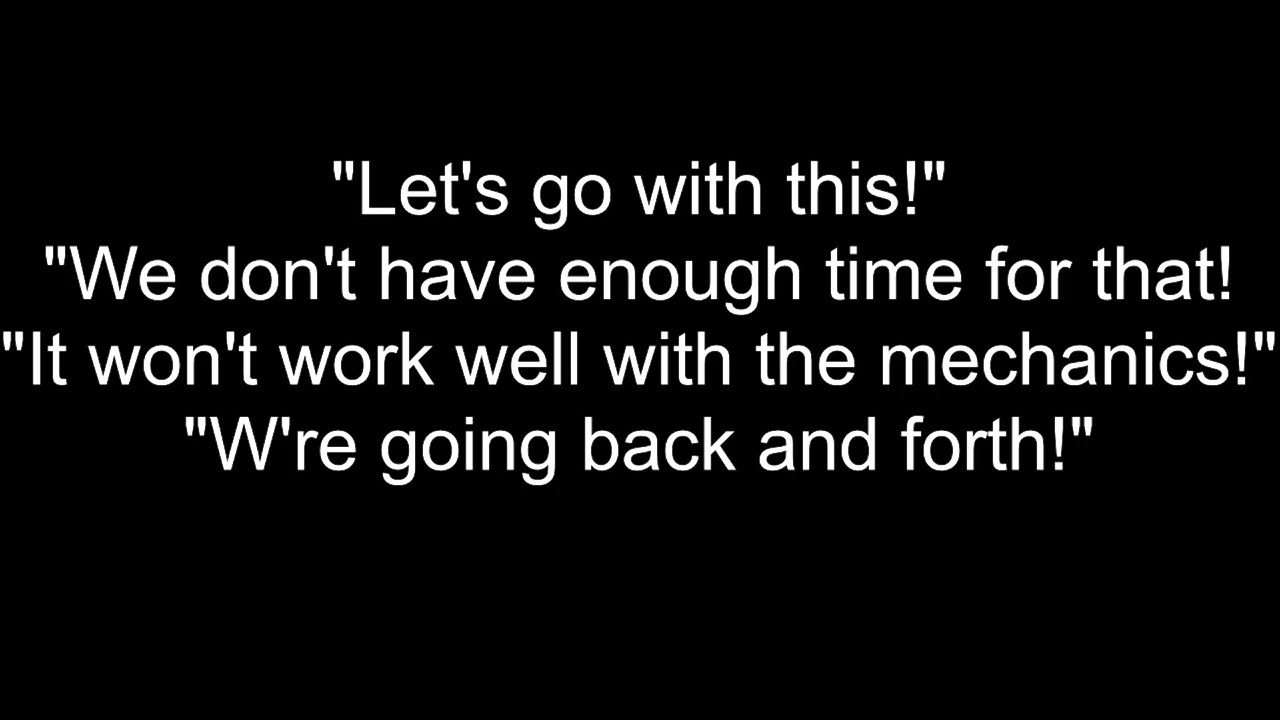 "Let's go with this!"
"We don't have enough time for that!
"It won't work well with the mechanics!"
"W're going back and forth!"